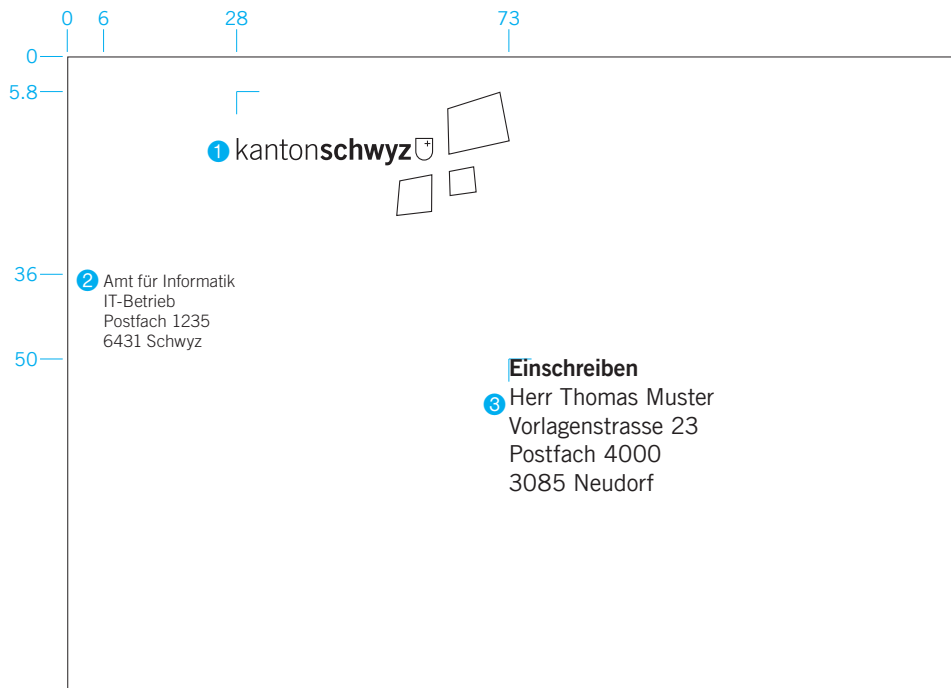 0 6 28 73
0
5.8
1 kantonschwyz
36
2 Amt für Informatik
IT-Betrieb
Postfach 1235
6431 Schwyz
50
Einschreiben
3 Herr Thomas Muster
Vorlagenstrasse 23
Postfach 4000
3085 Neudorf